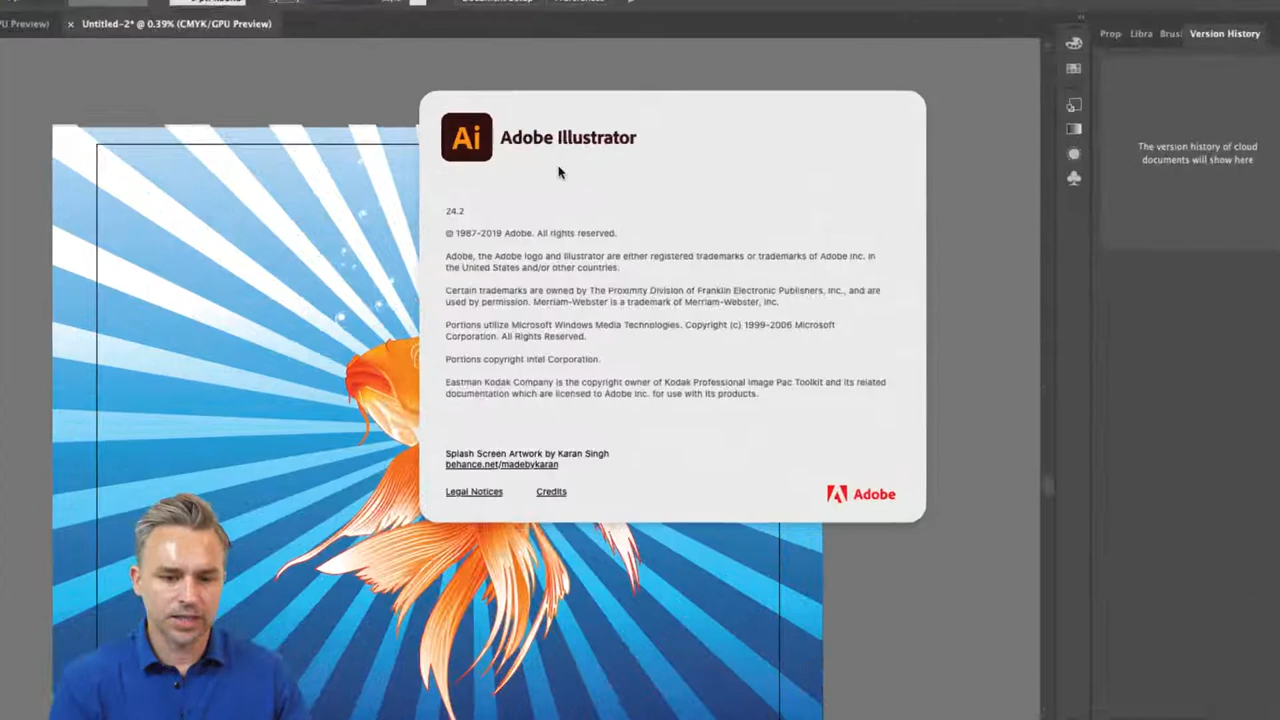 Document Setup
Preferences
PU Preview)
× Untitled-2* @ 0.39% (CMYK/GPU Preview)
Prop Libra Brus Version History
The version history of cloud
documents will show here
Ai Adobe Illustrator
24.2
© 1987-2019 Adobe. All rights reserved.
Adobe, the Adobe logo and Illustrator are either registered trademarks or trademarks of Adobe Inc. in
the United States and/or other countries.
Certain trademarks are owned by The Proximity Division of Franklin Electronic Publishers, Inc., and are
used by permission. Merriam-Webster is a trademark of Merriam-Webster, Inc.
Portions utilize Microsoft Windows Media Technologies. Copyright (c) 1999-2006 Microsoft
Corporation. All Rights Reserved.
Portions copyright Intel Corporation.
Eastman Kodak Company is the copyright owner of Kodak Professional Image Pac Toolkit and its related
documentation which are licensed to Adobe Inc. for use with its products.
Splash Screen Artwork by Karan Singh
behance.net/madebykaran
Legal Notices Credits
Adobe